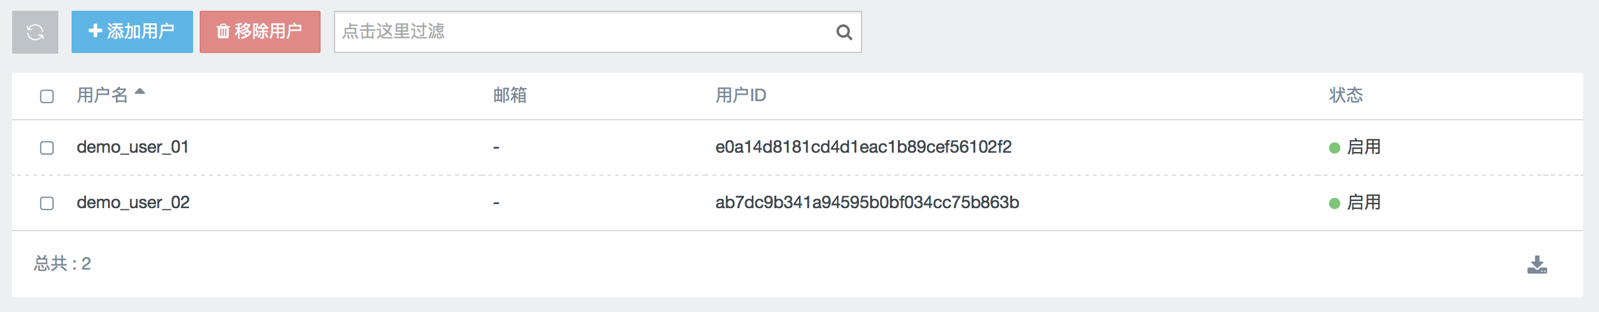 添加用户 移除用户 点击这里过滤
用户名 邮箱 用户ID 状态
demo_user_01 - e0a14d8181cd4d1eac1b89cef56102f2 启用
demo_user_02 - ab7dc9b341a94595b0bf034cc75b863b 启用
总共 : 2